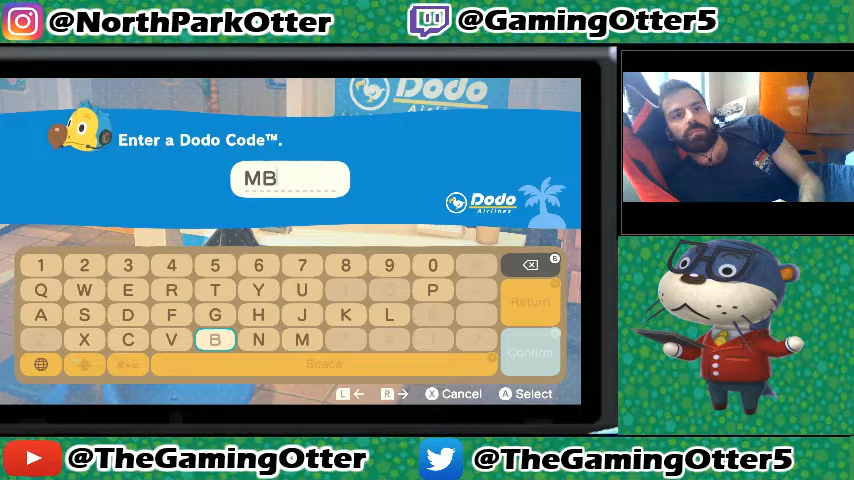 @NorthParkOtter
@GamingOtter5
Dodo
Enter a Dodo Code™.
MB
Dodo
Airlines
1 2 3 4 5 6 7 8 9 0
B
Q W E R T Y U P
Return
A S D F G H J K L
X C V B N M
Confirm
Space
L R X Cancel A Select
@TheGamingOtter
@TheGamingOtter5